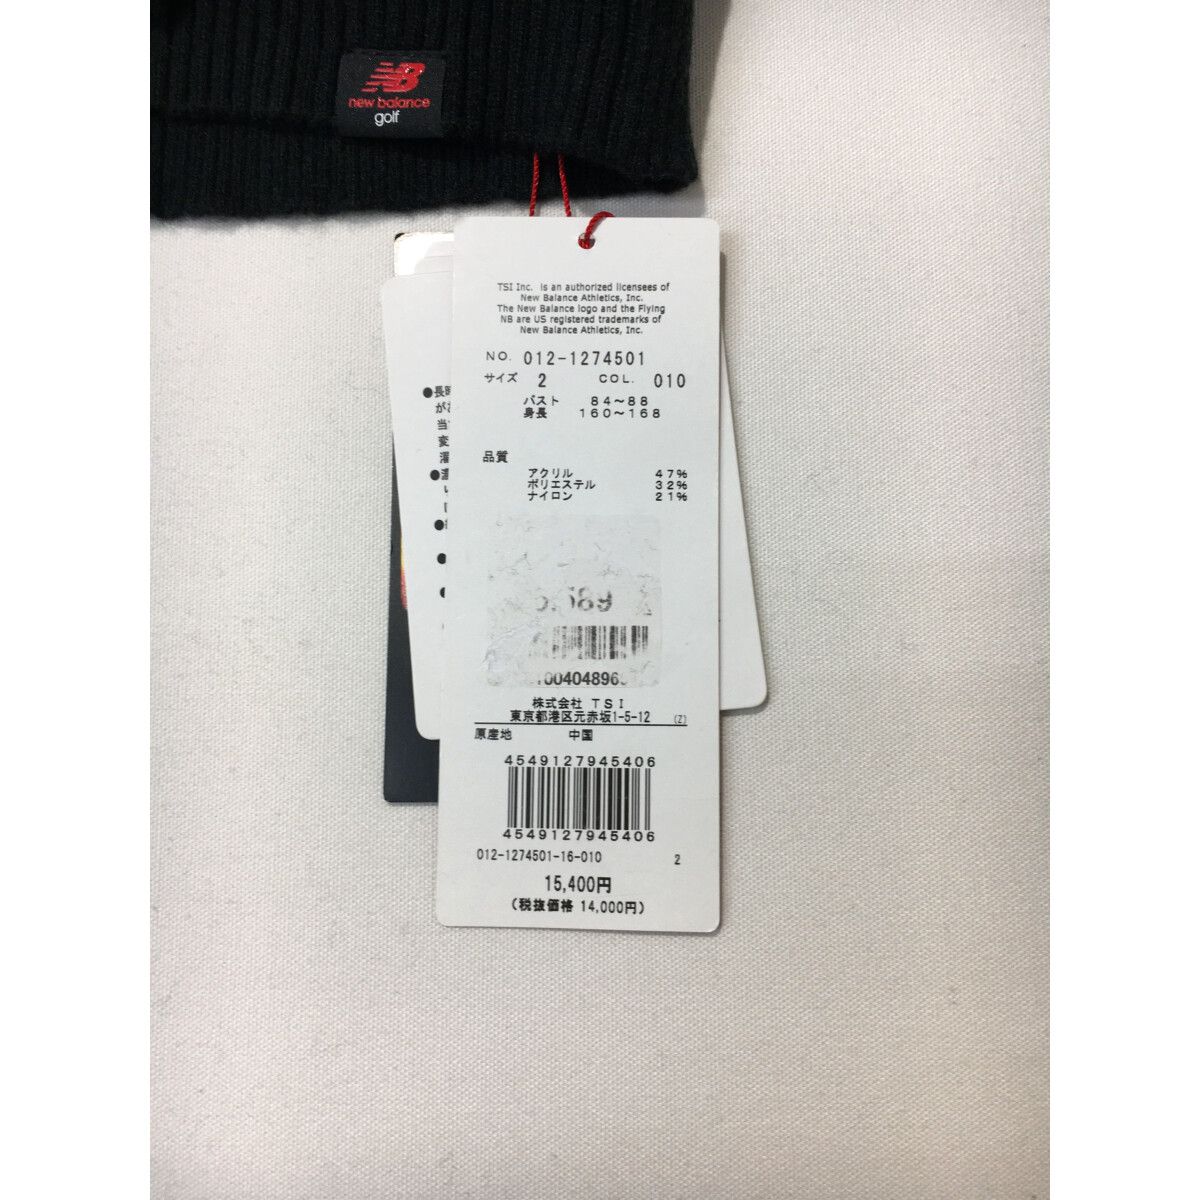 new balance
golf
TSI Inc. is an authorized licensees of
New Balance Athletics, Inc.
The New Balance logo and the Flying
NB are US registered trademarks of
New Balance Athletics, Inc.
NO. 012-1274501
サイズ 2 COL. 010
バスト 84～88
身長 160～168
品質
アクリル 47%
ポリエステル 32%
ナイロン 21%
株式会社 TSI
東京都港区元赤坂1-5-12 (Z)
原産地 中国
4549127945406
4549127945406
012-1274501-16-010 2
15,400円
(税抜価格 14,000円)